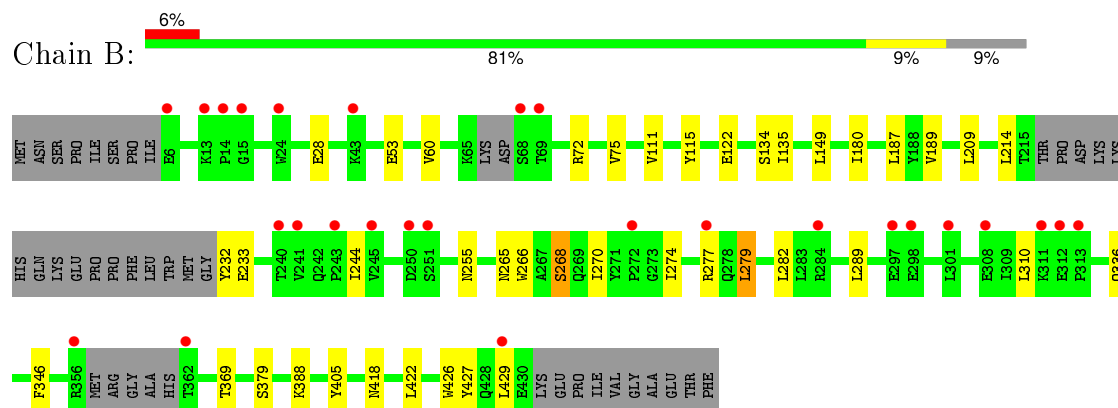 6%
Chain B:
81% 9% 9%
MET ASN SER PRO ILE SER PRO ILE E6 K13 P14 G15 W24 E28 K43 E53 V60 K65 LYS ASP S68 T69 R72 V75 V111 Y115 E122 S134 I135 L149 I180 L187 Y188 V189 L209 L214 T215 THR PRO ASP LYS LYS
HIS GLN LYS GLU PRO PRO PHE LEU TRP MET GLY Y232 E233 T240 V241 Q242 P243 I244 V245 D250 S251 N255 N265 W266 A267 S268 Q269 I270 Y271 P272 G273 I274 R277 Q278 L279 L282 L283 R284 L289 E297 E298 L301 E308 I309 L310 K311 E312 P313
F346 R356 MET ARG GLY ALA HIS T362 T369 S379 K388 Y405 N418 L422 W426 Y427 Q428 L429 E430 LYS GLU PRO ILE VAL GLY ALA GLU THR PHE